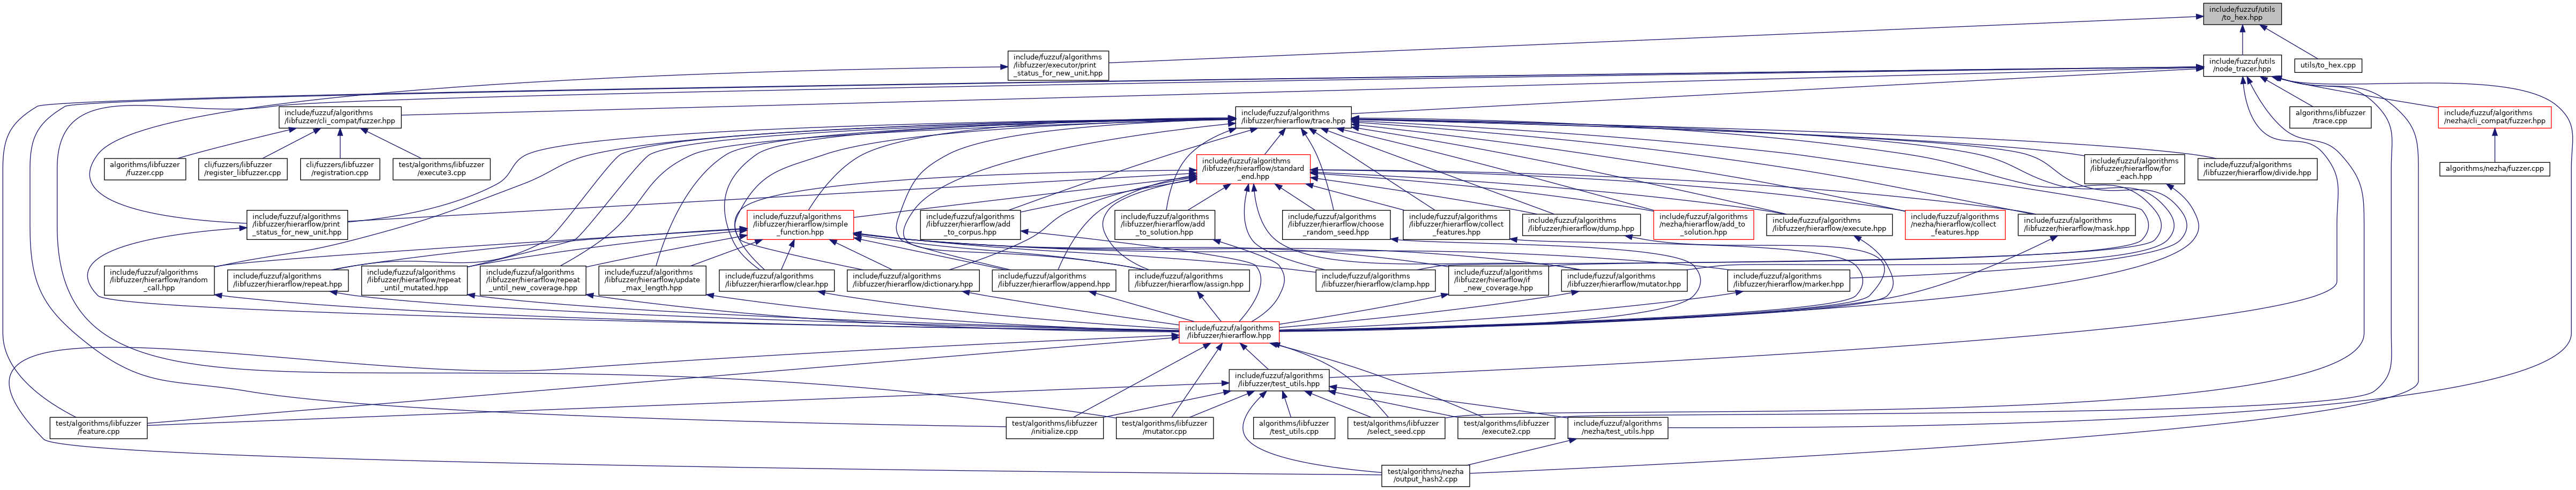 include/fuzzuf/utils
/to_hex.hpp
include/fuzzuf/algorithms
/libfuzzer/executor/print
_status_for_new_unit.hpp
include/fuzzuf/utils
/node_tracer.hpp
utils/to_hex.cpp
include/fuzzuf/algorithms
/libfuzzer/cli_compat/fuzzer.hpp
include/fuzzuf/algorithms
/libfuzzer/hierarflow/trace.hpp
algorithms/libfuzzer
/trace.cpp
include/fuzzuf/algorithms
/nezha/cli_compat/fuzzer.hpp
algorithms/libfuzzer
/fuzzer.cpp
cli/fuzzers/libfuzzer
/register_libfuzzer.cpp
cli/fuzzers/libfuzzer
/registration.cpp
test/algorithms/libfuzzer
/execute3.cpp
include/fuzzuf/algorithms
/libfuzzer/hierarflow/standard
_end.hpp
include/fuzzuf/algorithms
/libfuzzer/hierarflow/for
_each.hpp
include/fuzzuf/algorithms
/libfuzzer/hierarflow/divide.hpp
algorithms/nezha/fuzzer.cpp
include/fuzzuf/algorithms
/libfuzzer/hierarflow/print
_status_for_new_unit.hpp
include/fuzzuf/algorithms
/libfuzzer/hierarflow/simple
_function.hpp
include/fuzzuf/algorithms
/libfuzzer/hierarflow/add
_to_corpus.hpp
include/fuzzuf/algorithms
/libfuzzer/hierarflow/add
_to_solution.hpp
include/fuzzuf/algorithms
/libfuzzer/hierarflow/choose
_random_seed.hpp
include/fuzzuf/algorithms
/libfuzzer/hierarflow/collect
_features.hpp
include/fuzzuf/algorithms
/libfuzzer/hierarflow/dump.hpp
include/fuzzuf/algorithms
/nezha/hierarflow/add_to
_solution.hpp
include/fuzzuf/algorithms
/libfuzzer/hierarflow/execute.hpp
include/fuzzuf/algorithms
/nezha/hierarflow/collect
_features.hpp
include/fuzzuf/algorithms
/libfuzzer/hierarflow/mask.hpp
include/fuzzuf/algorithms
/libfuzzer/hierarflow/random
_call.hpp
include/fuzzuf/algorithms
/libfuzzer/hierarflow/repeat.hpp
include/fuzzuf/algorithms
/libfuzzer/hierarflow/repeat
_until_mutated.hpp
include/fuzzuf/algorithms
/libfuzzer/hierarflow/repeat
_until_new_coverage.hpp
include/fuzzuf/algorithms
/libfuzzer/hierarflow/update
_max_length.hpp
include/fuzzuf/algorithms
/libfuzzer/hierarflow/clear.hpp
include/fuzzuf/algorithms
/libfuzzer/hierarflow/dictionary.hpp
include/fuzzuf/algorithms
/libfuzzer/hierarflow/append.hpp
include/fuzzuf/algorithms
/libfuzzer/hierarflow/assign.hpp
include/fuzzuf/algorithms
/libfuzzer/hierarflow/clamp.hpp
include/fuzzuf/algorithms
/libfuzzer/hierarflow/if
_new_coverage.hpp
include/fuzzuf/algorithms
/libfuzzer/hierarflow/mutator.hpp
include/fuzzuf/algorithms
/libfuzzer/hierarflow/marker.hpp
include/fuzzuf/algorithms
/libfuzzer/hierarflow.hpp
include/fuzzuf/algorithms
/libfuzzer/test_utils.hpp
test/algorithms/libfuzzer
/feature.cpp
test/algorithms/libfuzzer
/initialize.cpp
test/algorithms/libfuzzer
/mutator.cpp
algorithms/libfuzzer
/test_utils.cpp
test/algorithms/libfuzzer
/select_seed.cpp
test/algorithms/libfuzzer
/execute2.cpp
include/fuzzuf/algorithms
/nezha/test_utils.hpp
test/algorithms/nezha
/output_hash2.cpp